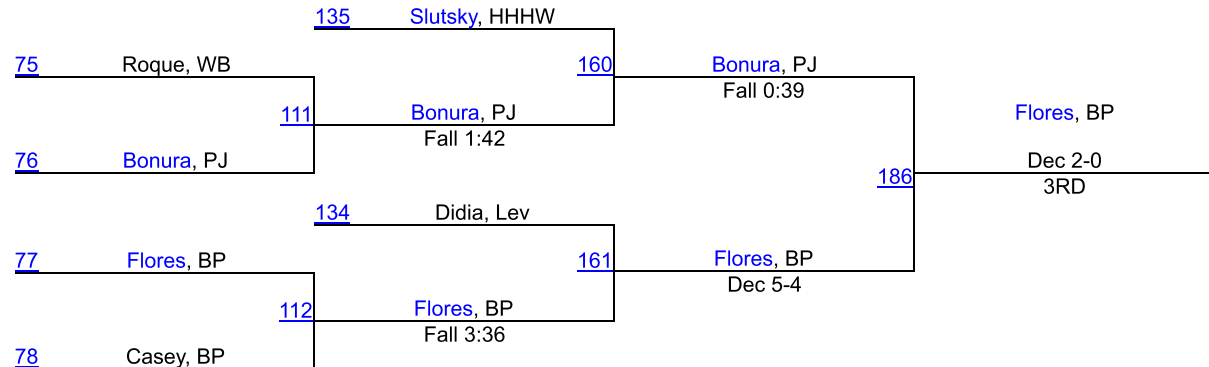 135 Slutsky, HHHW
75 Roque, WB
160 Bonura, PJ
Fall 0:39
111 Bonura, PJ
Fall 1:42
Flores, BP
76 Bonura, PJ
Dec 2-0
186
3RD
134 Didia, Lev
77 Flores, BP
161 Flores, BP
Dec 5-4
112 Flores, BP
Fall 3:36
78 Casey, BP